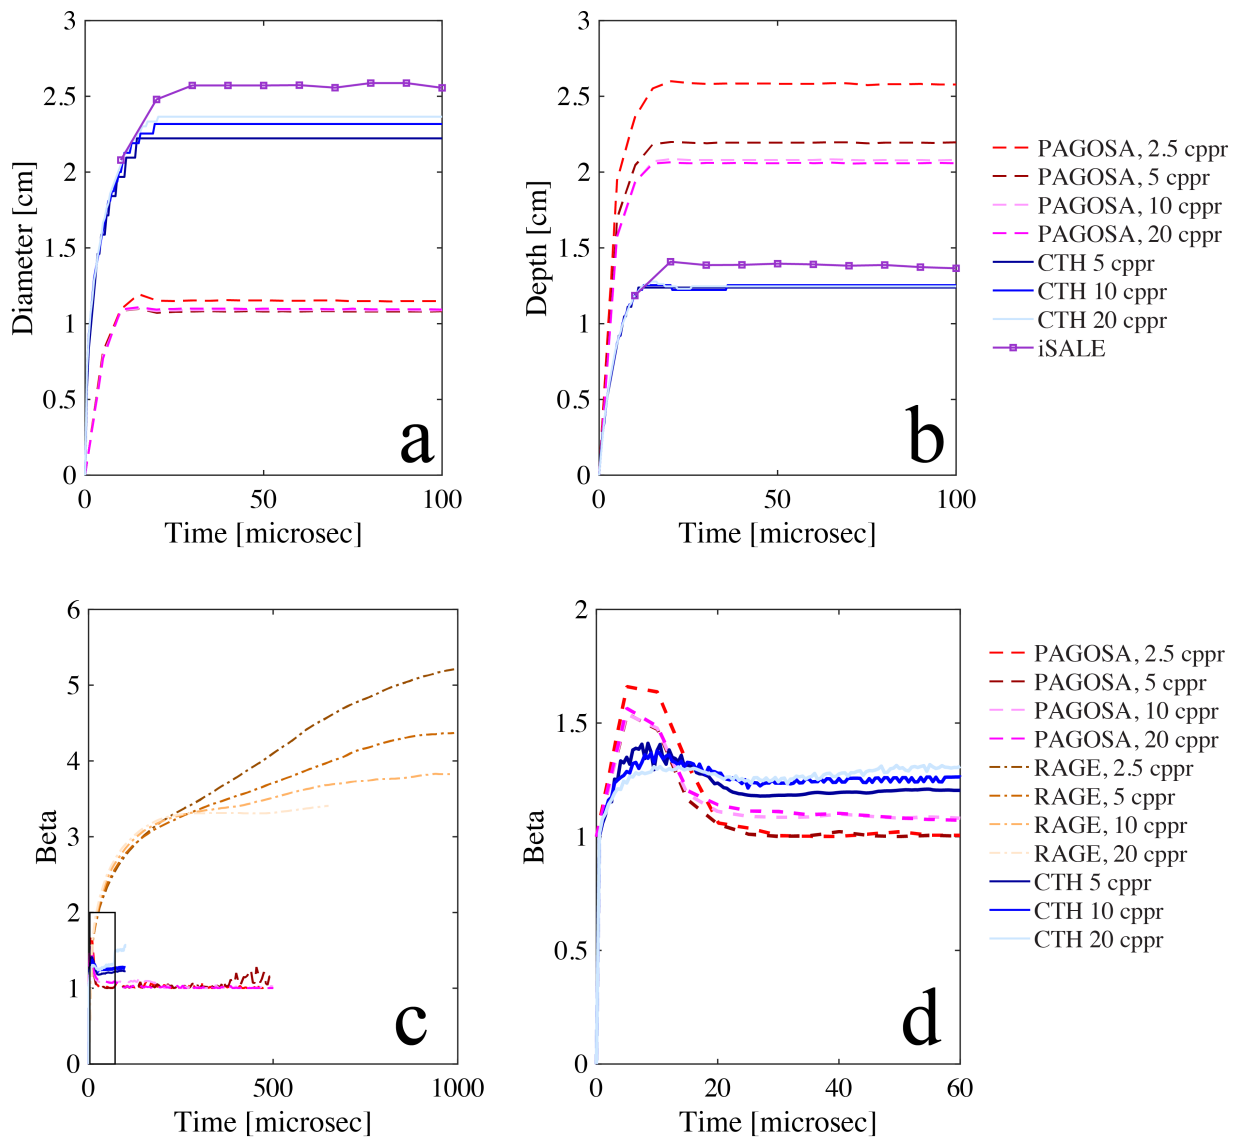 3
2.5
2
1.5
1
0.5
0
Diameter [cm]
0
50
100
Time [microsec]
a
3
2.5
2
1.5
1
0.5
0
Depth [cm]
0
50
100
Time [microsec]
b
PAGOSA, 2.5 cppr
PAGOSA, 5 cppr
PAGOSA, 10 cppr
PAGOSA, 20 cppr
CTH 5 cppr
CTH 10 cppr
CTH 20 cppr
iSALE
6
5
4
3
2
1
0
Beta
0
500
1000
Time [microsec]
c
2
1.5
1
0.5
0
Beta
0
20
40
60
Time [microsec]
d
PAGOSA, 2.5 cppr
PAGOSA, 5 cppr
PAGOSA, 10 cppr
PAGOSA, 20 cppr
RAGE, 2.5 cppr
RAGE, 5 cppr
RAGE, 10 cppr
RAGE, 20 cppr
CTH 5 cppr
CTH 10 cppr
CTH 20 cppr